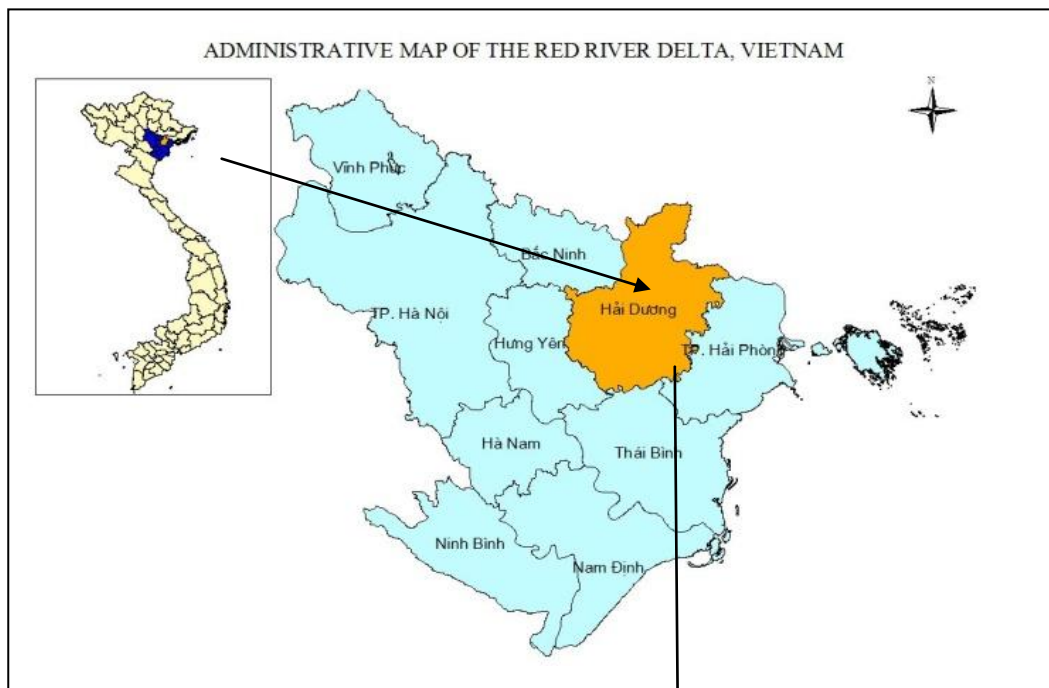 ADMINISTRATIVE MAP OF THE RED RIVER DELTA, VIETNAM
N
Vĩnh Phúc
Bắc Ninh
Hải Dương
TP. Hà Nội
Hưng Yên
TP. Hải Phòng
Hà Nam
Thái Bình
Ninh Bình
Nam Định